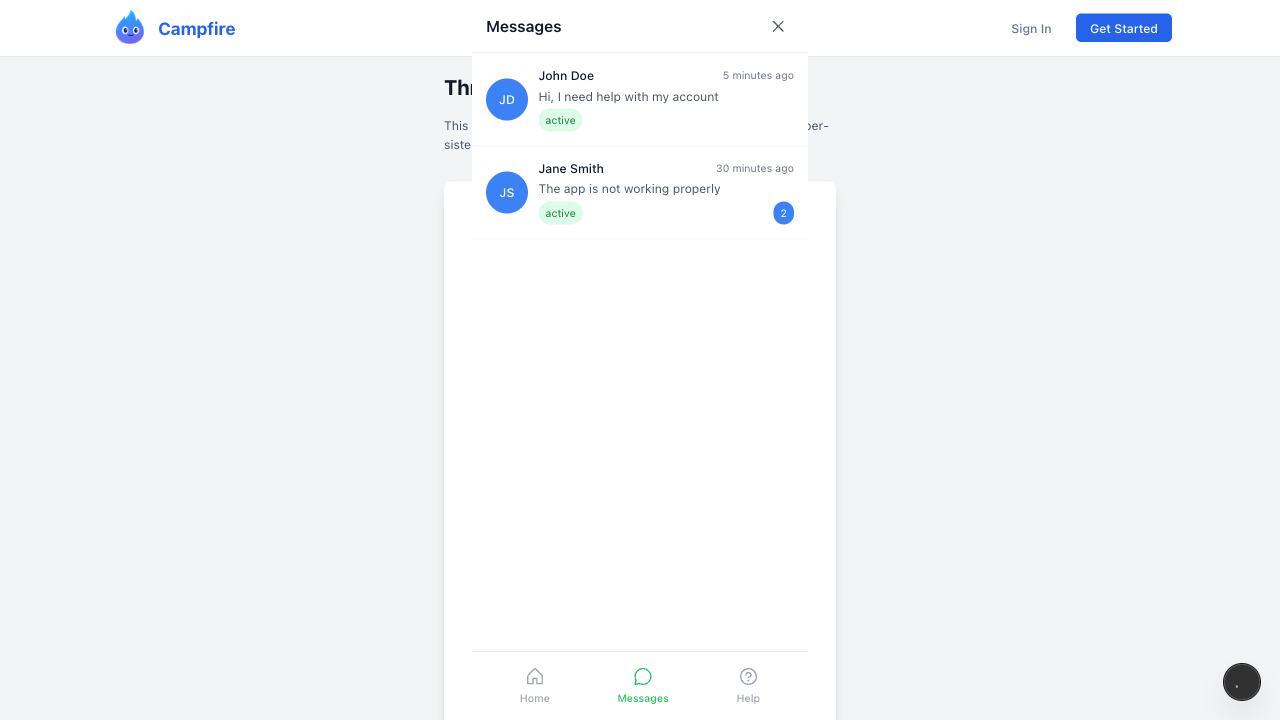 Campfire
Sign In
Get Started
Messages
John Doe
5 minutes ago
JD
Hi, I need help with my account
active
Jane Smith
30 minutes ago
JS
The app is not working properly
active
2
This
per-
Home
Messages
Help